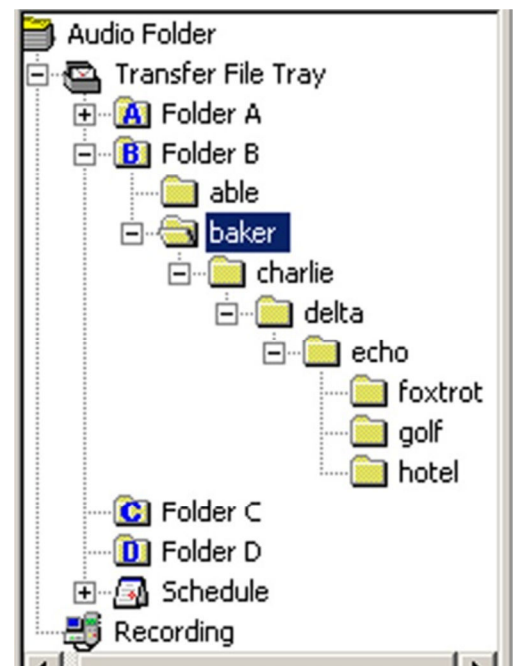 Audio Folder
Transfer File Tray
A Folder A
B Folder B
able
baker
charlie
delta
echo
foxtrot
golf
hotel
C Folder C
D Folder D
Schedule
Recording